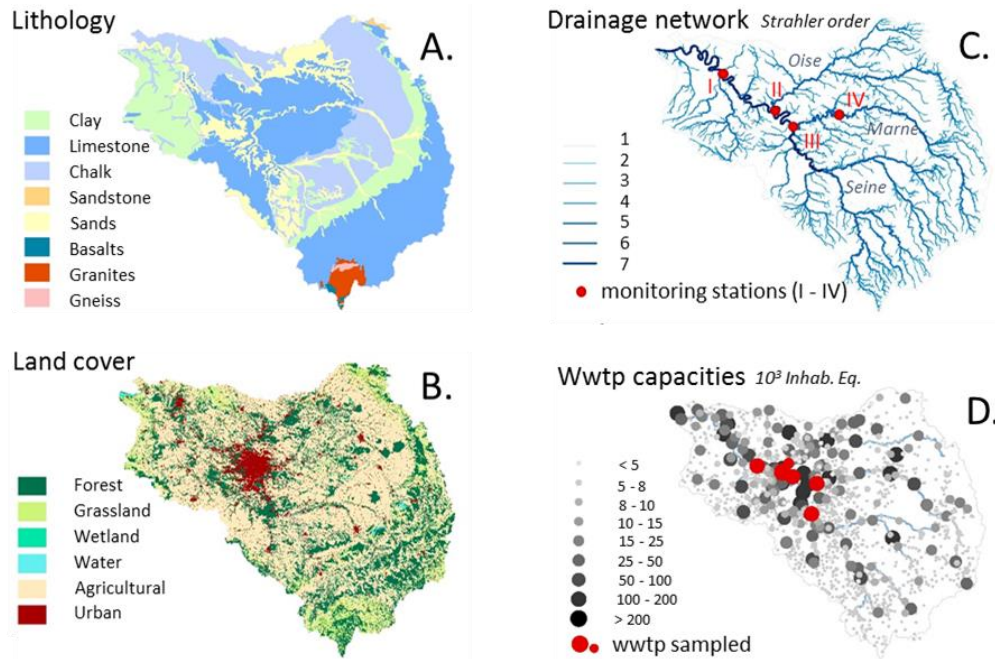 Lithology
A.
Clay
Limestone
Chalk
Sandstone
Sands
Basalts
Granites
Gneiss
Drainage network Strahler order
C.
Oise
I
II
IV
III
Marne
Seine
1
2
3
4
5
6
7
monitoring stations (I - IV)
Land cover
B.
Forest
Grassland
Wetland
Water
Agricultural
Urban
Wwtp capacities 10³ Inhab. Eq.
D.
< 5
5 - 8
8 - 10
10 - 15
15 - 25
25 - 50
50 - 100
100 - 200
> 200
wwtp sampled